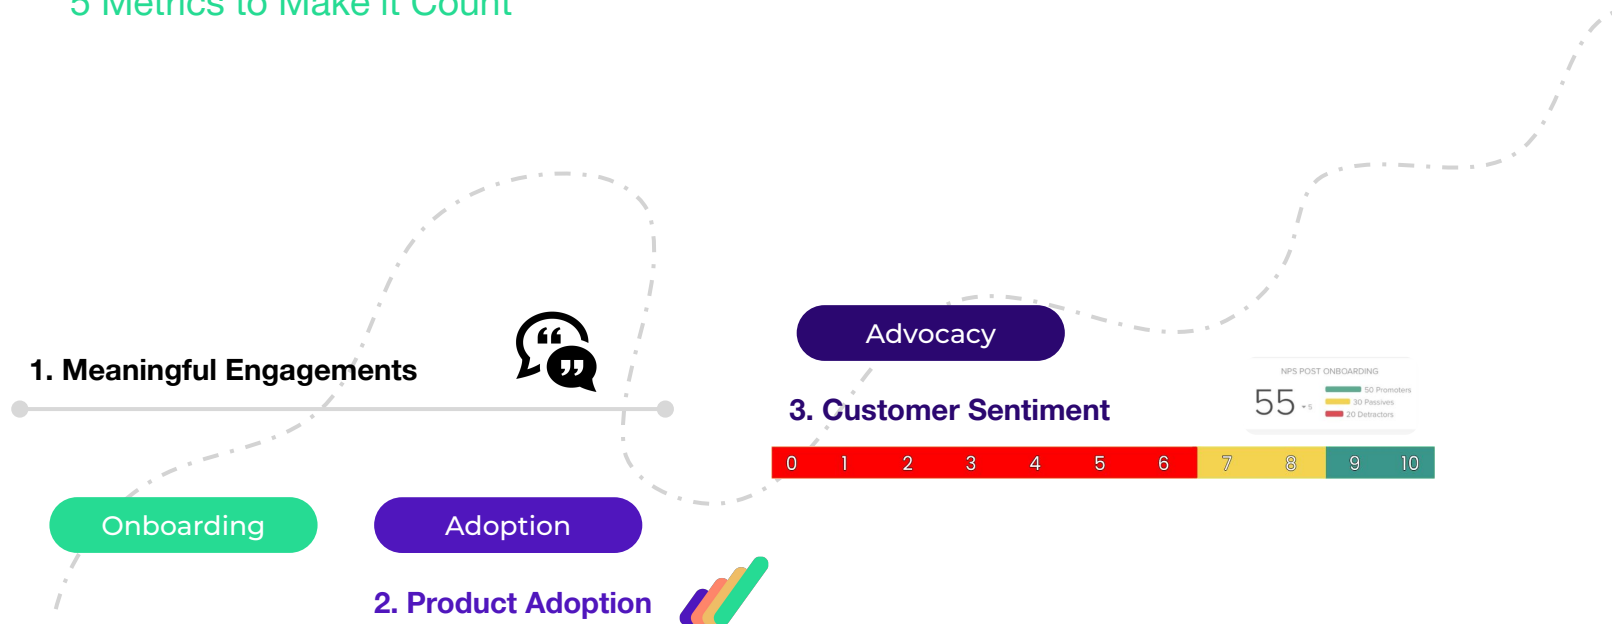 5 Metrics to Make it Count
1. Meaningful Engagements
Onboarding
Adoption
2. Product Adoption
Advocacy
3. Customer Sentiment
NPS POST ONBOARDING
55 5
50 Promoters
30 Passives
20 Detractors
0 1 2 3 4 5 6 7 8 9 10